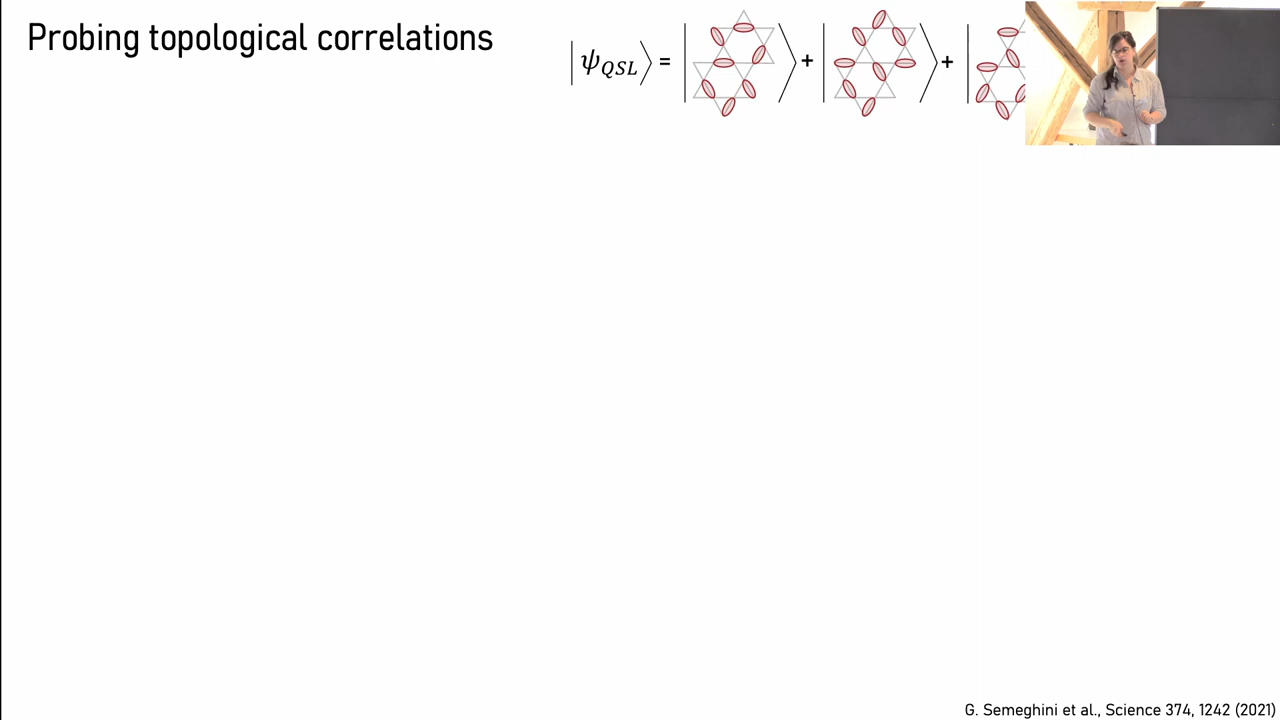 Probing topological correlations
|ψ_QSL⟩ = | ⟩ + | ⟩ + |
G. Semeghini et al., Science 374, 1242 (2021)